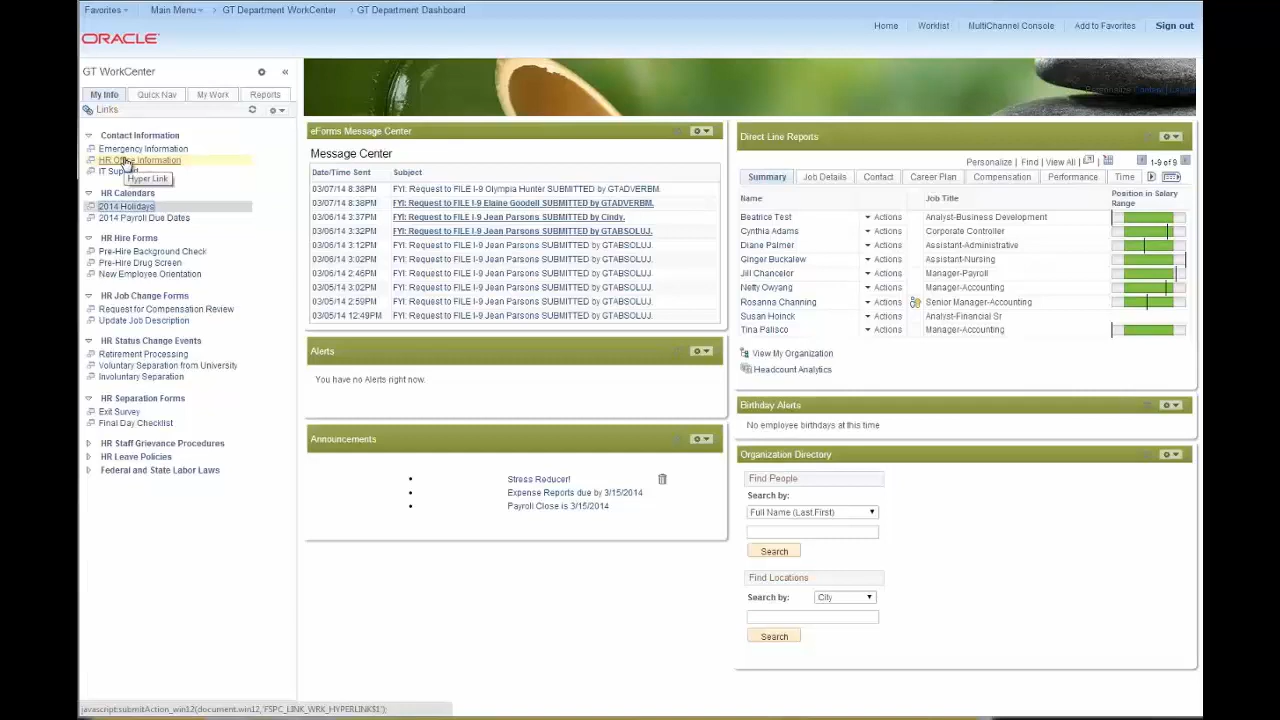 Favorites Main Menu > GT Department WorkCenter > GT Department Dashboard
Home Worklist MultiChannel Console Add to Favorites Sign out
ORACLE
GT WorkCenter
My Info Quick Nav My Work Reports
Links
Contact Information
Emergency Information
HR Office Information
IT Support
Hyper Link
HR Calendars
2014 Holidays
2014 Payroll Due Dates
HR Hire Forms
Pre-Hire Background Check
Pre-Hire Drug Screen
New Employee Orientation
HR Job Change Forms
Request for Compensation Review
Update Job Description
HR Status Change Events
Retirement Processing
Voluntary Separation from University
Involuntary Separation
HR Separation Forms
Exit Survey
Final Day Checklist
HR Staff Grievance Procedures
HR Leave Policies
Federal and State Labor Laws
javascript:submitAction_win12(document.win12,'FSPC_LINK_WRK_HYPERLINK$1');
Personalize Content | Layout
eForms Message Center
Message Center
Date/Time Sent Subject
03/07/14 8.38PM FYI: Request to FILE I-9 Olympia Hunter SUBMITTED by GTADVERBM.
03/07/14 8:38PM FYI: Request to FILE I-9 Elaine Goodell SUBMITTED by GTADVERBM.
03/06/14 3:37PM FYI: Request to FILE I-9 Jean Parsons SUBMITTED by Cindy.
03/06/14 3:32PM FYI: Request to FILE I-9 Jean Parsons SUBMITTED by GTABSOLUJ.
03/06/14 3:12PM FYI: Request to FILE I-9 Jean Parsons SUBMITTED by GTABSOLUJ.
03/06/14 3.02PM FYI: Request to FILE I-9 Jean Parsons SUBMITTED by GTABSOLUJ.
03/06/14 2.46PM FYI: Request to FILE I-9 Jean Parsons SUBMITTED by GTABSOLUJ.
03/05/14 3:02PM FYI: Request to FILE I-9 Jean Parsons SUBMITTED by GTABSOLUJ.
03/05/14 2=59PM FYI: Request to FILE I-9 Jean Parsons SUBMITTED by GTABSOLUJ.
03/05/14 12:49PM FYI: Request to FILE I-9 Jean Parsons SUBMITTED by GTABSOLUJ.
Alerts
You have no Alerts right now.
Announcements
• Stress Reducer!
• Expense Reports due by 3/15/2014
• Payroll Close is 3/15/2014
Direct Line Reports
Personalize | Find | View All | 1-9 of 9
Summary Job Details Contact Career Plan Compensation Performance Time
Name Job Title Position in Salary Range
Beatrice Test Actions Analyst-Business Development
Cynthia Adams Actions Corporate Controller
Diane Palmer Actions Assistant-Administrative
Ginger Buckalew Actions Assistant-Nursing
Jill Chancelor Actions Manager-Payroll
Netty Owyang Actions Manager-Accounting
Rosanna Channing Actions Senior Manager-Accounting
Susan Hoinck Actions Analyst-Financial Sr
Tina Palisco Actions Manager-Accounting
View My Organization
Headcount Analytics
Birthday Alerts
No employee birthdays at this time
Organization Directory
Find People
Search by:
Full Name (Last,First)
Search
Find Locations
Search by: City
Search